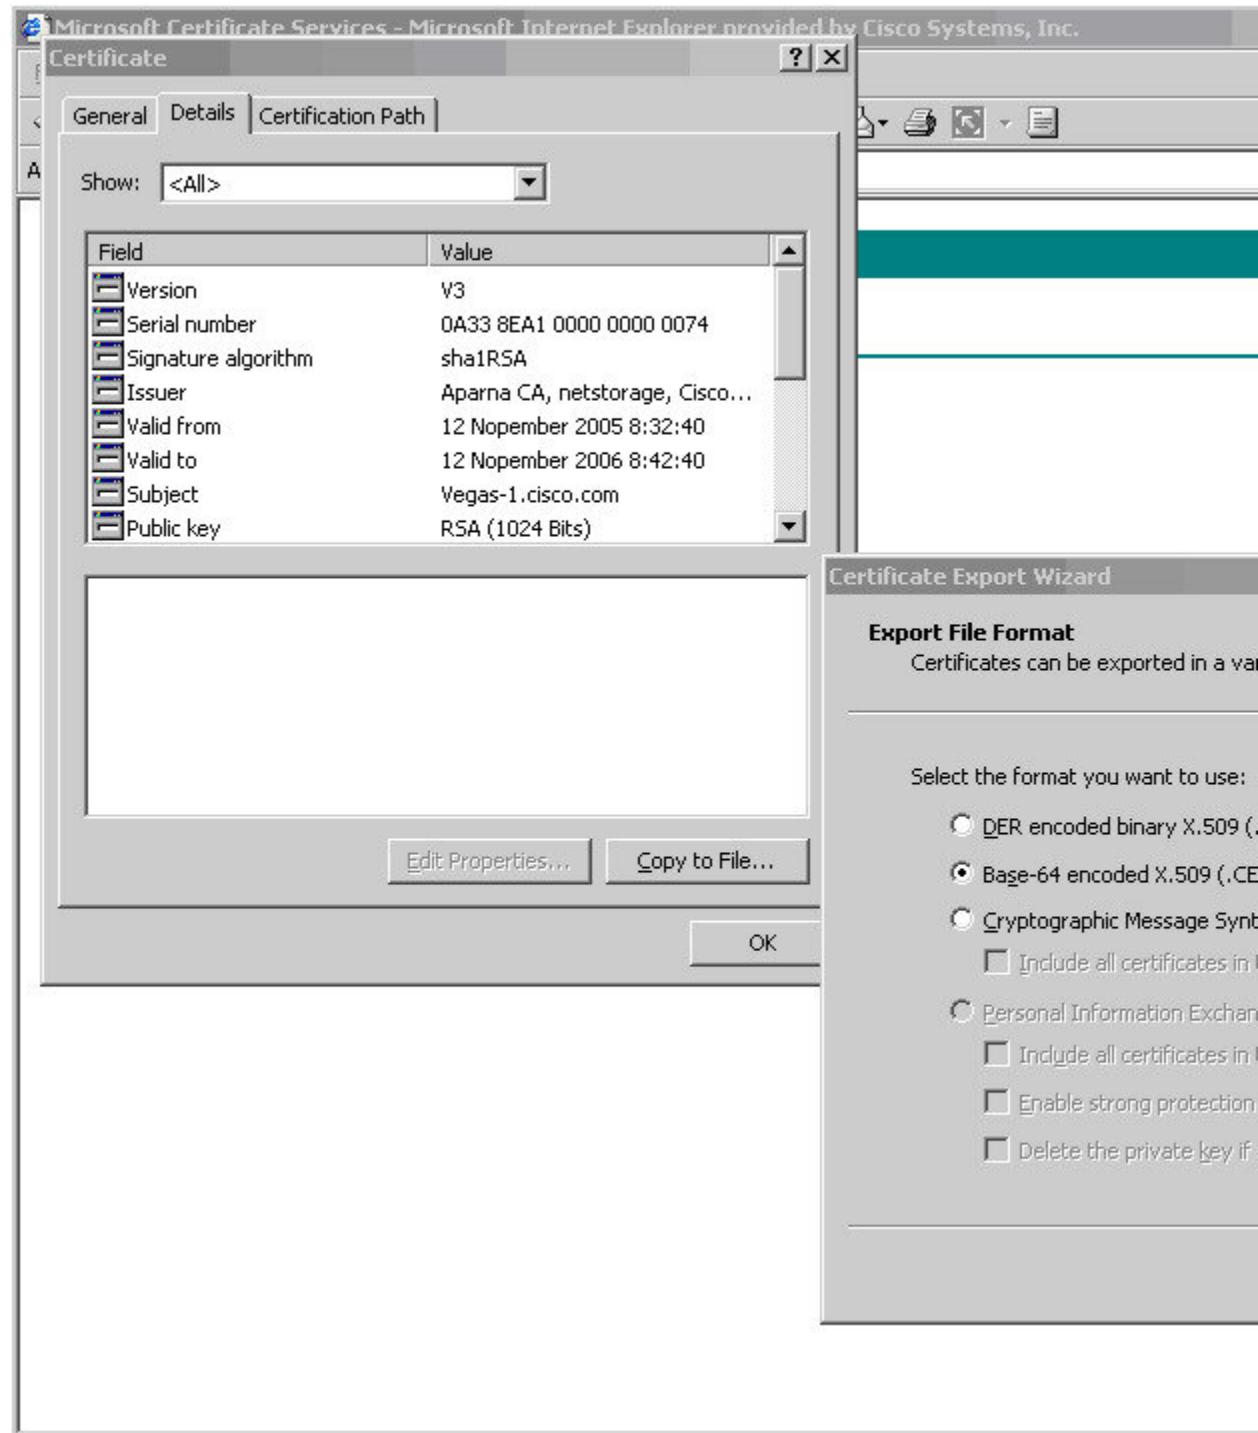 Microsoft Certificate Services - Microsoft Internet Explorer provided by Cisco Systems, Inc.
Certificate
General Details Certification Path
A
Show: <All>
Field Value
Version V3
Serial number 0A33 8EA1 0000 0000 0074
Signature algorithm sha1RSA
Issuer Aparna CA, netstorage, Cisco...
Valid from 12 Nopember 2005 8:32:40
Valid to 12 Nopember 2006 8:42:40
Subject Vegas-1.cisco.com
Public key RSA (1024 Bits)
Edit Properties... Copy to File...
OK
Certificate Export Wizard
Export File Format
Certificates can be exported in a
Select the format you want to use:
DER encoded binary X.509 (.
Base-64 encoded X.509 (.CE
Cryptographic Message Synt
Include all certificates in
Personal Information Exchan
Include all certificates in
Enable strong protection
Delete the private key if